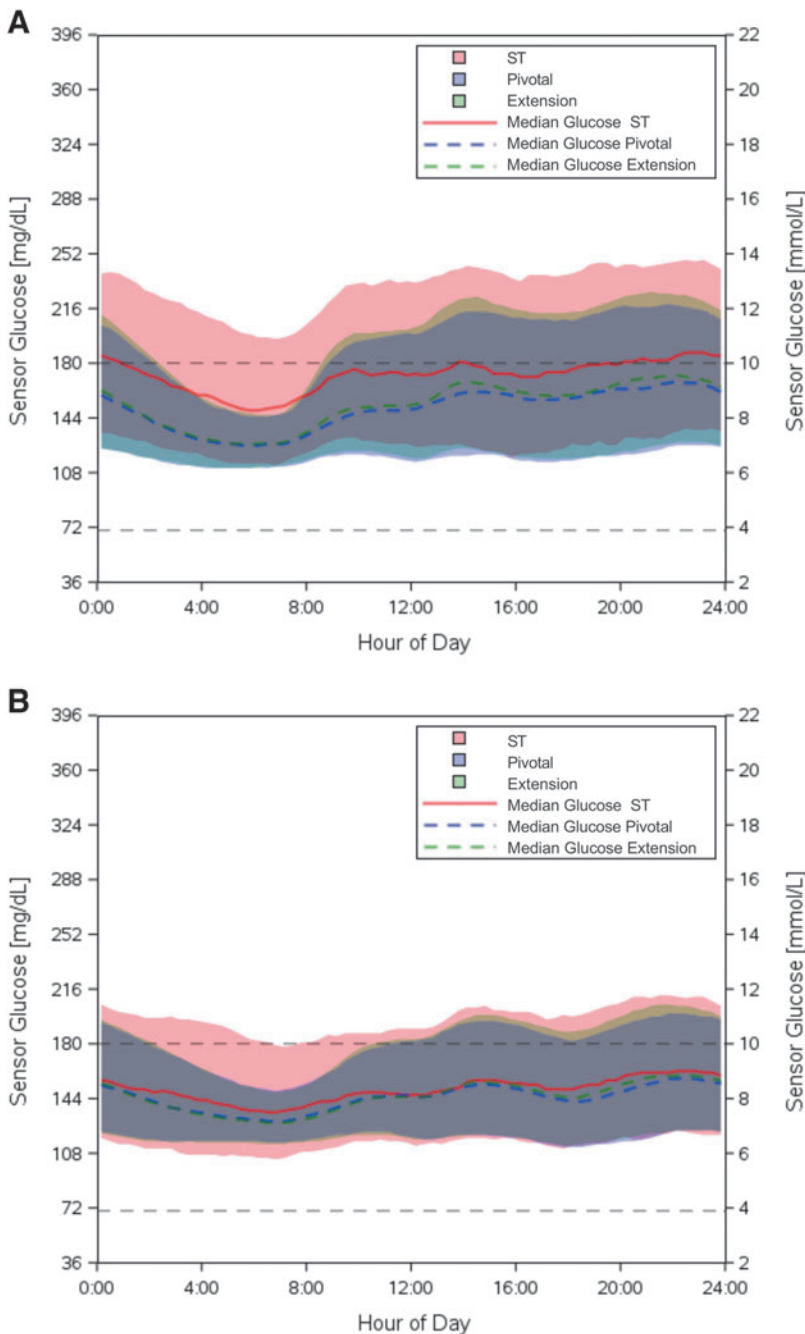 A
396
360
324
288
252
216
180
144
108
72
36
Sensor Glucose [mg/dL]
22
20
18
16
14
12
10
8
6
4
2
Sensor Glucose [mmol/L]
ST
Pivotal
Extension
Median Glucose ST
Median Glucose Pivotal
Median Glucose Extension
0:00 4:00 8:00 12:00 16:00 20:00 24:00
Hour of Day
B
396
360
324
288
252
216
180
144
108
72
36
Sensor Glucose [mg/dL]
22
20
18
16
14
12
10
8
6
4
2
Sensor Glucose [mmol/L]
ST
Pivotal
Extension
Median Glucose ST
Median Glucose Pivotal
Median Glucose Extension
0:00 4:00 8:00 12:00 16:00 20:00 24:00
Hour of Day